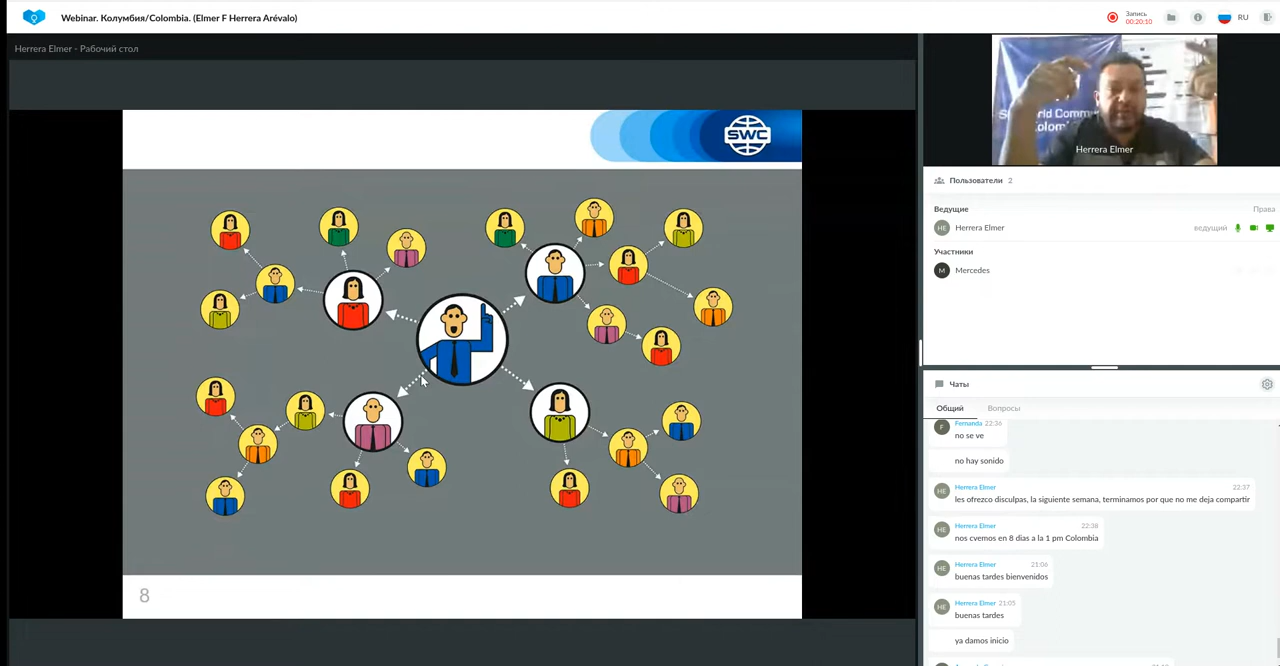 Webinar. Колумбия/Colombia. (Elmer F Herrera Arévalo)
Запись
00:20:10
RU
Herrera Elmer - Рабочий стол
SWC
8
Herrera Elmer
Пользователи 2
Ведущие
Права
HE Herrera Elmer ведущий
Участники
M Mercedes
Чаты
Общий Вопросы
F Fernanda 22:36
no se ve
no hay sonido
HE Herrera Elmer 22:37
les ofrezco disculpas, la siguiente semana, terminamos por que no me deja compartir
HE Herrera Elmer 22:38
nos cvemos en 8 dias a la 1 pm Colombia
HE Herrera Elmer 21:06
buenas tardes bienvenidos
HE Herrera Elmer 21:05
buenas tardes
ya damos inicio